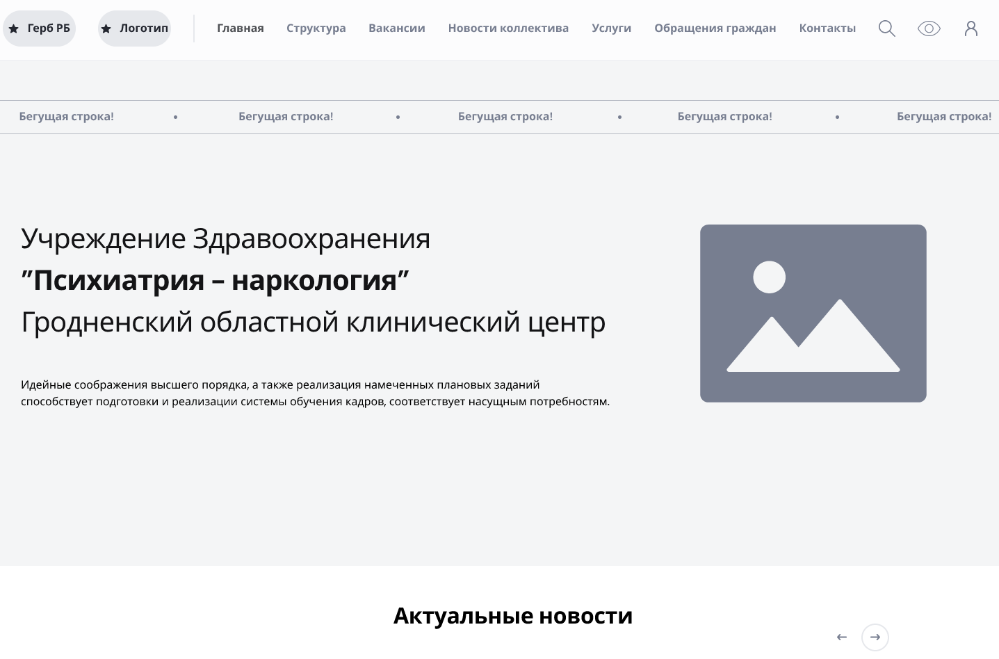 Герб РБ Логотип Главная Структура Вакансии Новости коллектива Услуги Обращения граждан Контакты
Бегущая строка! • Бегущая строка! • Бегущая строка! • Бегущая строка! • Бегущая строка!
Учреждение Здравоохранения
”Психиатрия – наркология”
Гродненский областной клинический центр
Идейные соображения высшего порядка, а также реализация намеченных плановых заданий
способствует подготовки и реализации системы обучения кадров, соответствует насущным потребностям.
Актуальные новости